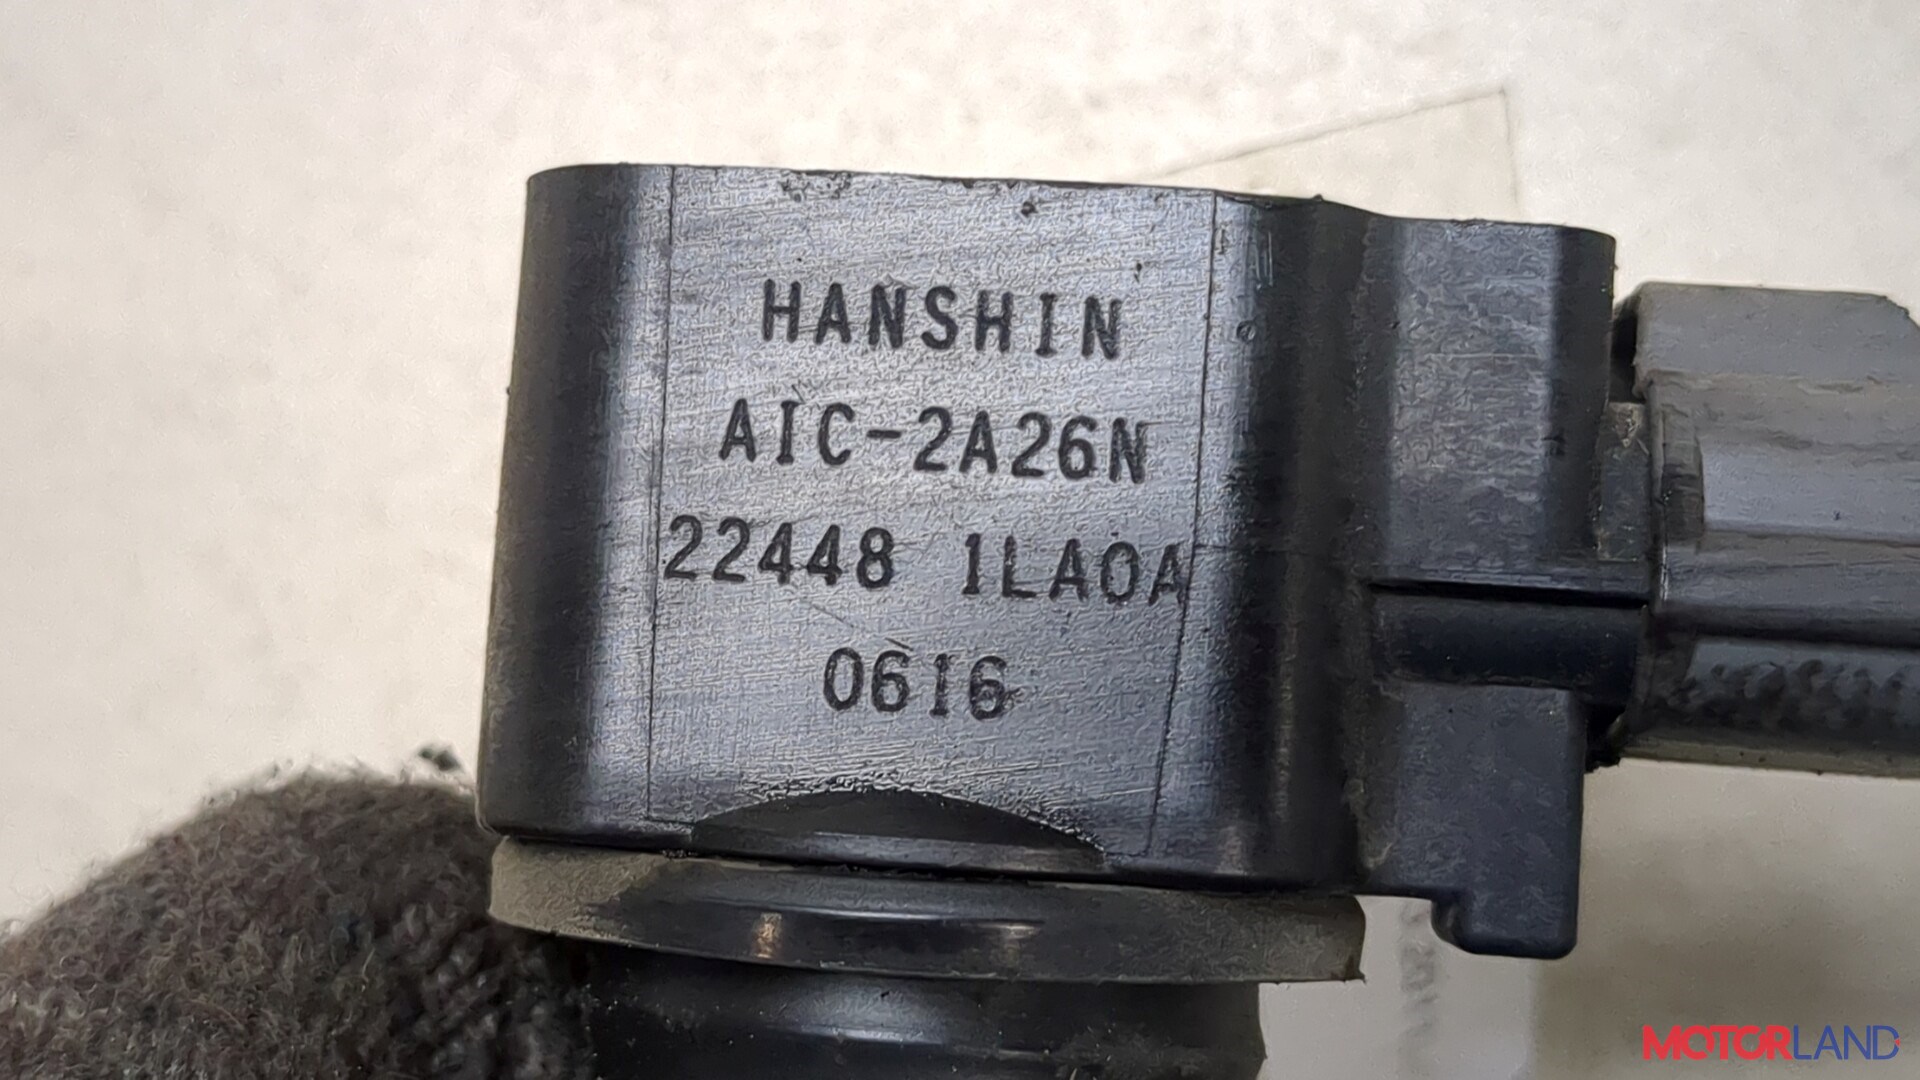 HANSHIN
AIC-2A26N
22448 1LA0A
0616
MOTORLAND